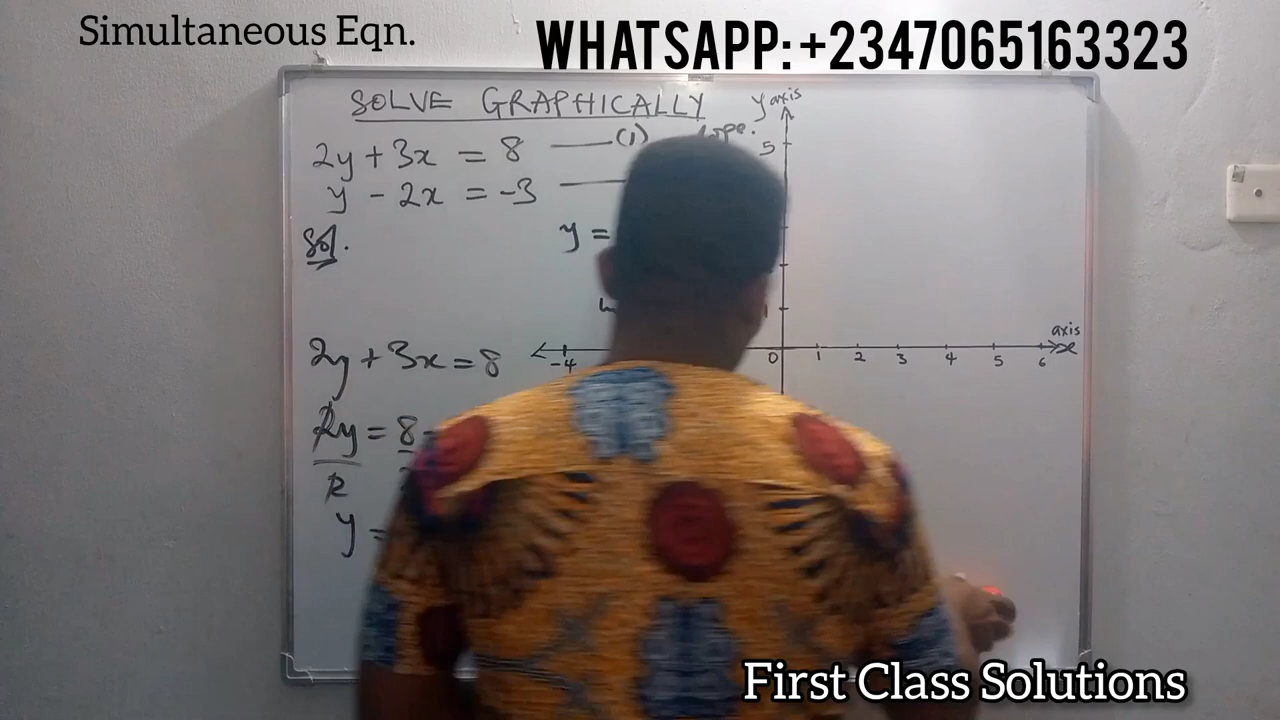 Simultaneous Eqn.
WHATSAPP: +2347065163323
SOLVE GRAPHICALLY
2y + 3x = 8 —— (1)
y - 2x = -3 ——
Sol.
y =
2y + 3x = 8
2y = 8
2
y =
y axis
5
1
-4 0 1 2 3 4 5 6
axis
x
First Class Solutions